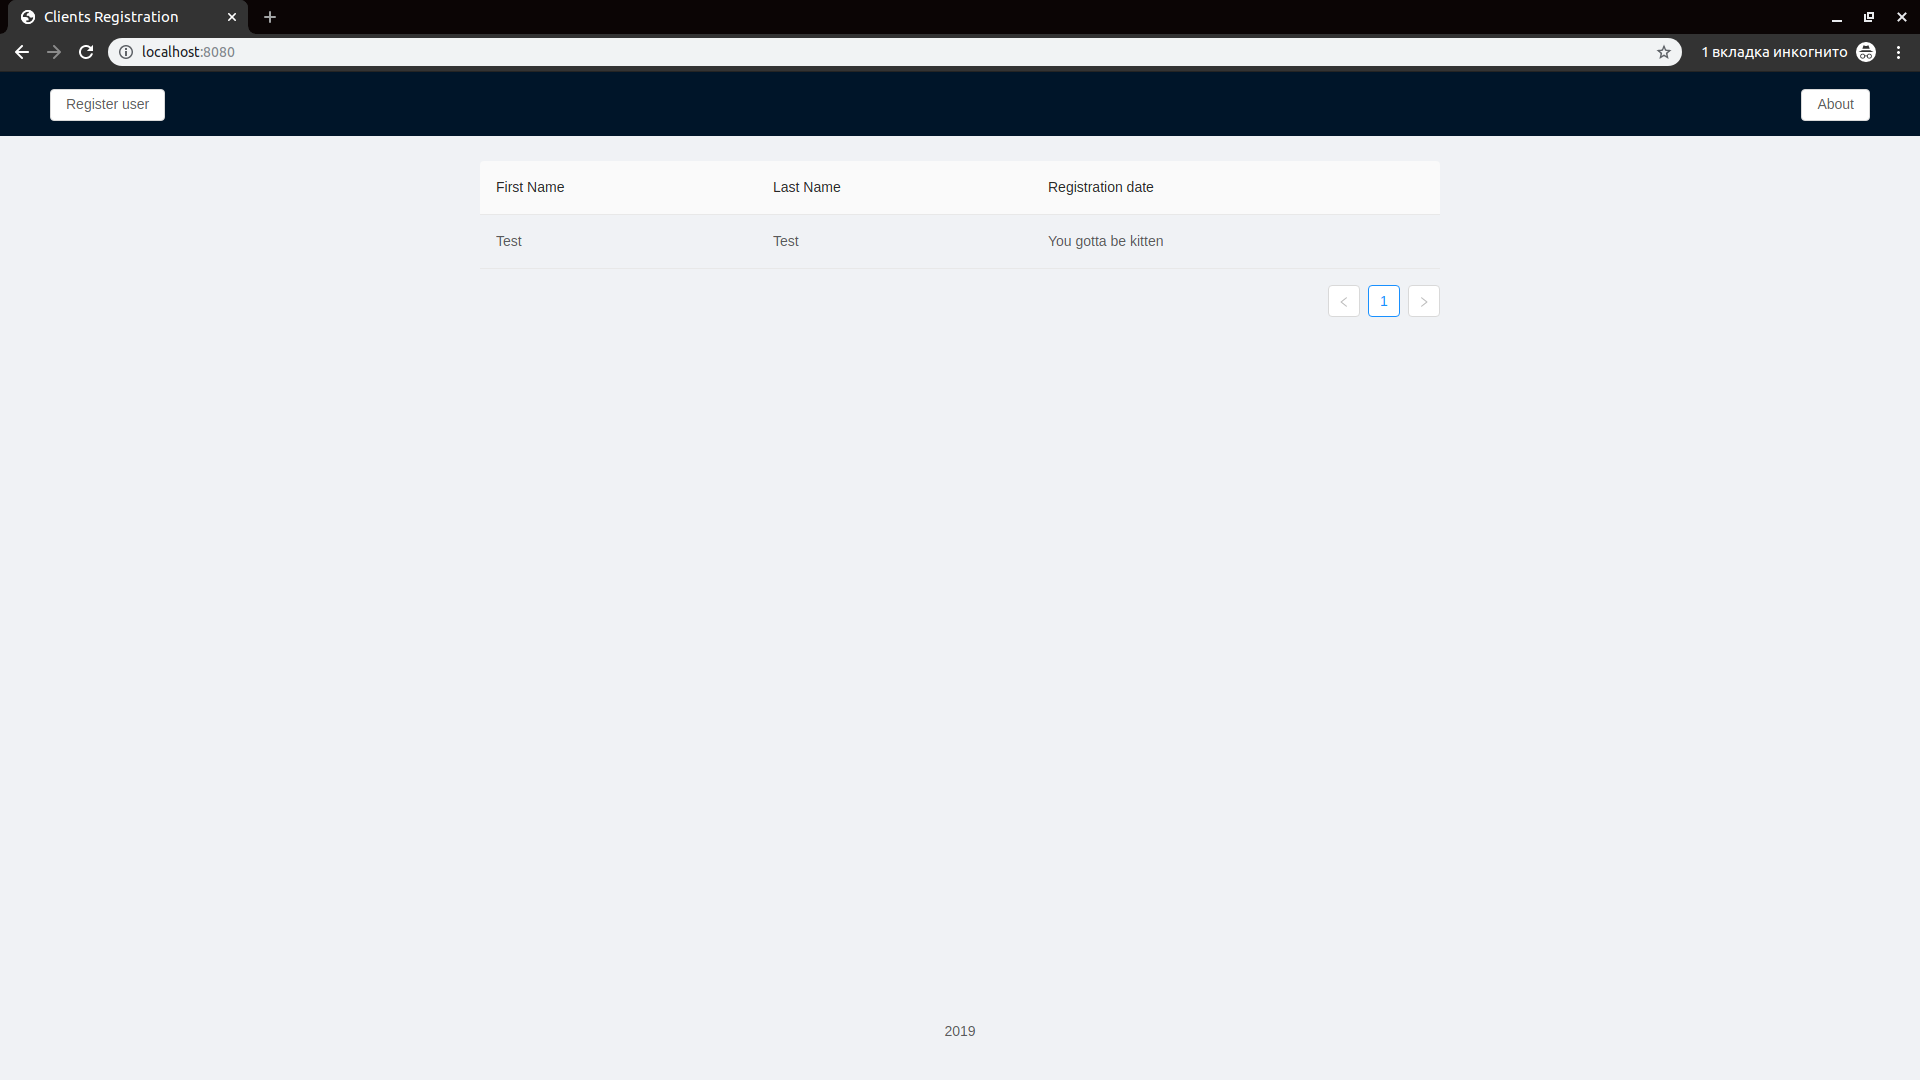 Clients Registration
localhost:8080
1 вкладка инкогнито
Register user
About
First Name Last Name Registration date
Test Test You gotta be kitten
1
2019